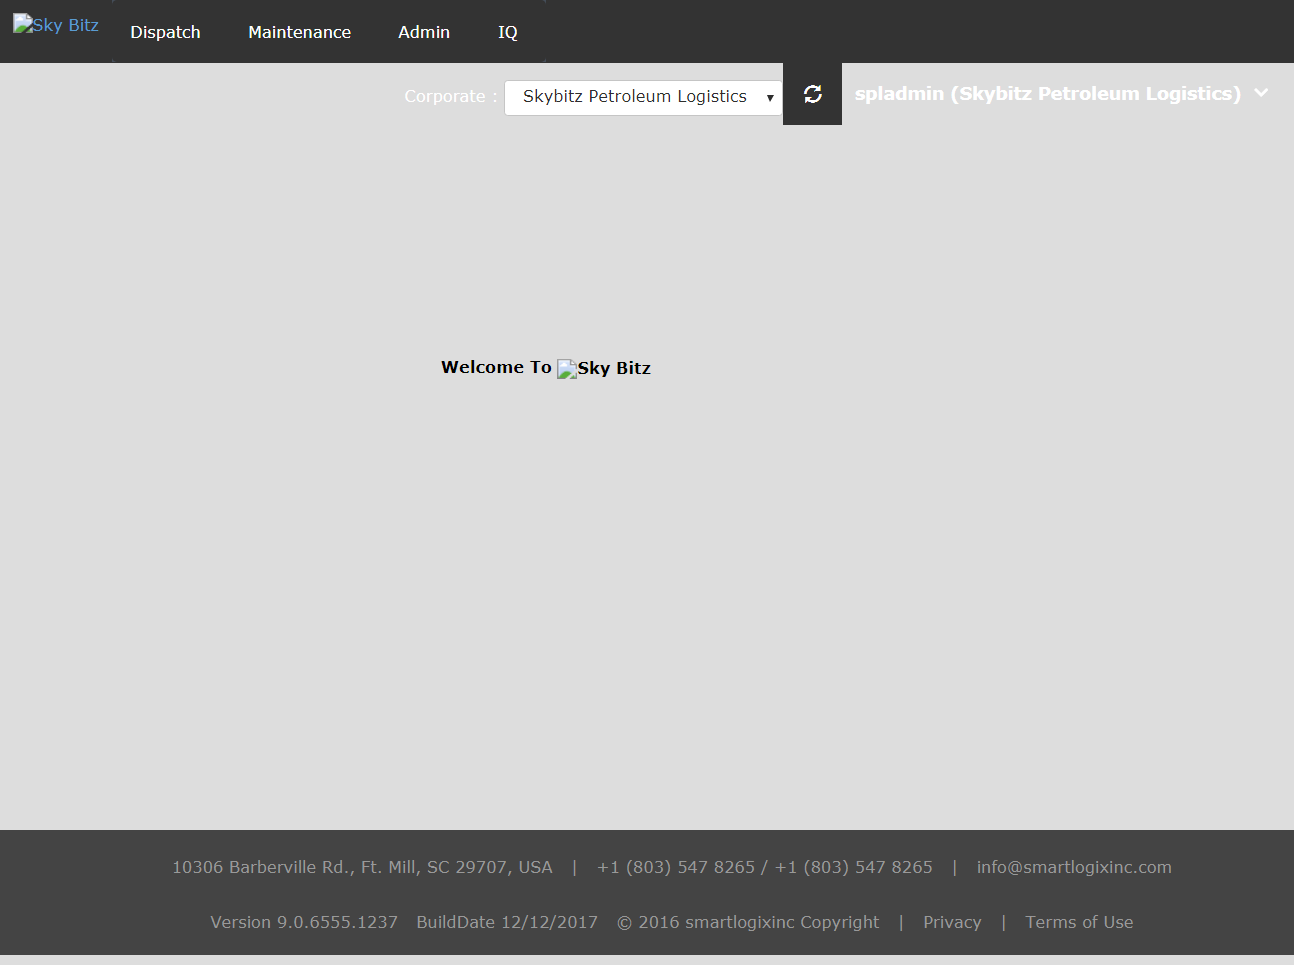 Sky Bitz Dispatch Maintenance Admin IQ
Corporate : Skybitz Petroleum Logistics spladmin (Skybitz Petroleum Logistics)
Welcome To Sky Bitz
10306 Barberville Rd., Ft. Mill, SC 29707, USA | +1 (803) 547 8265 / +1 (803) 547 8265 | info@smartlogixinc.com
Version 9.0.6555.1237 BuildDate 12/12/2017 © 2016 smartlogixinc Copyright | Privacy | Terms of Use